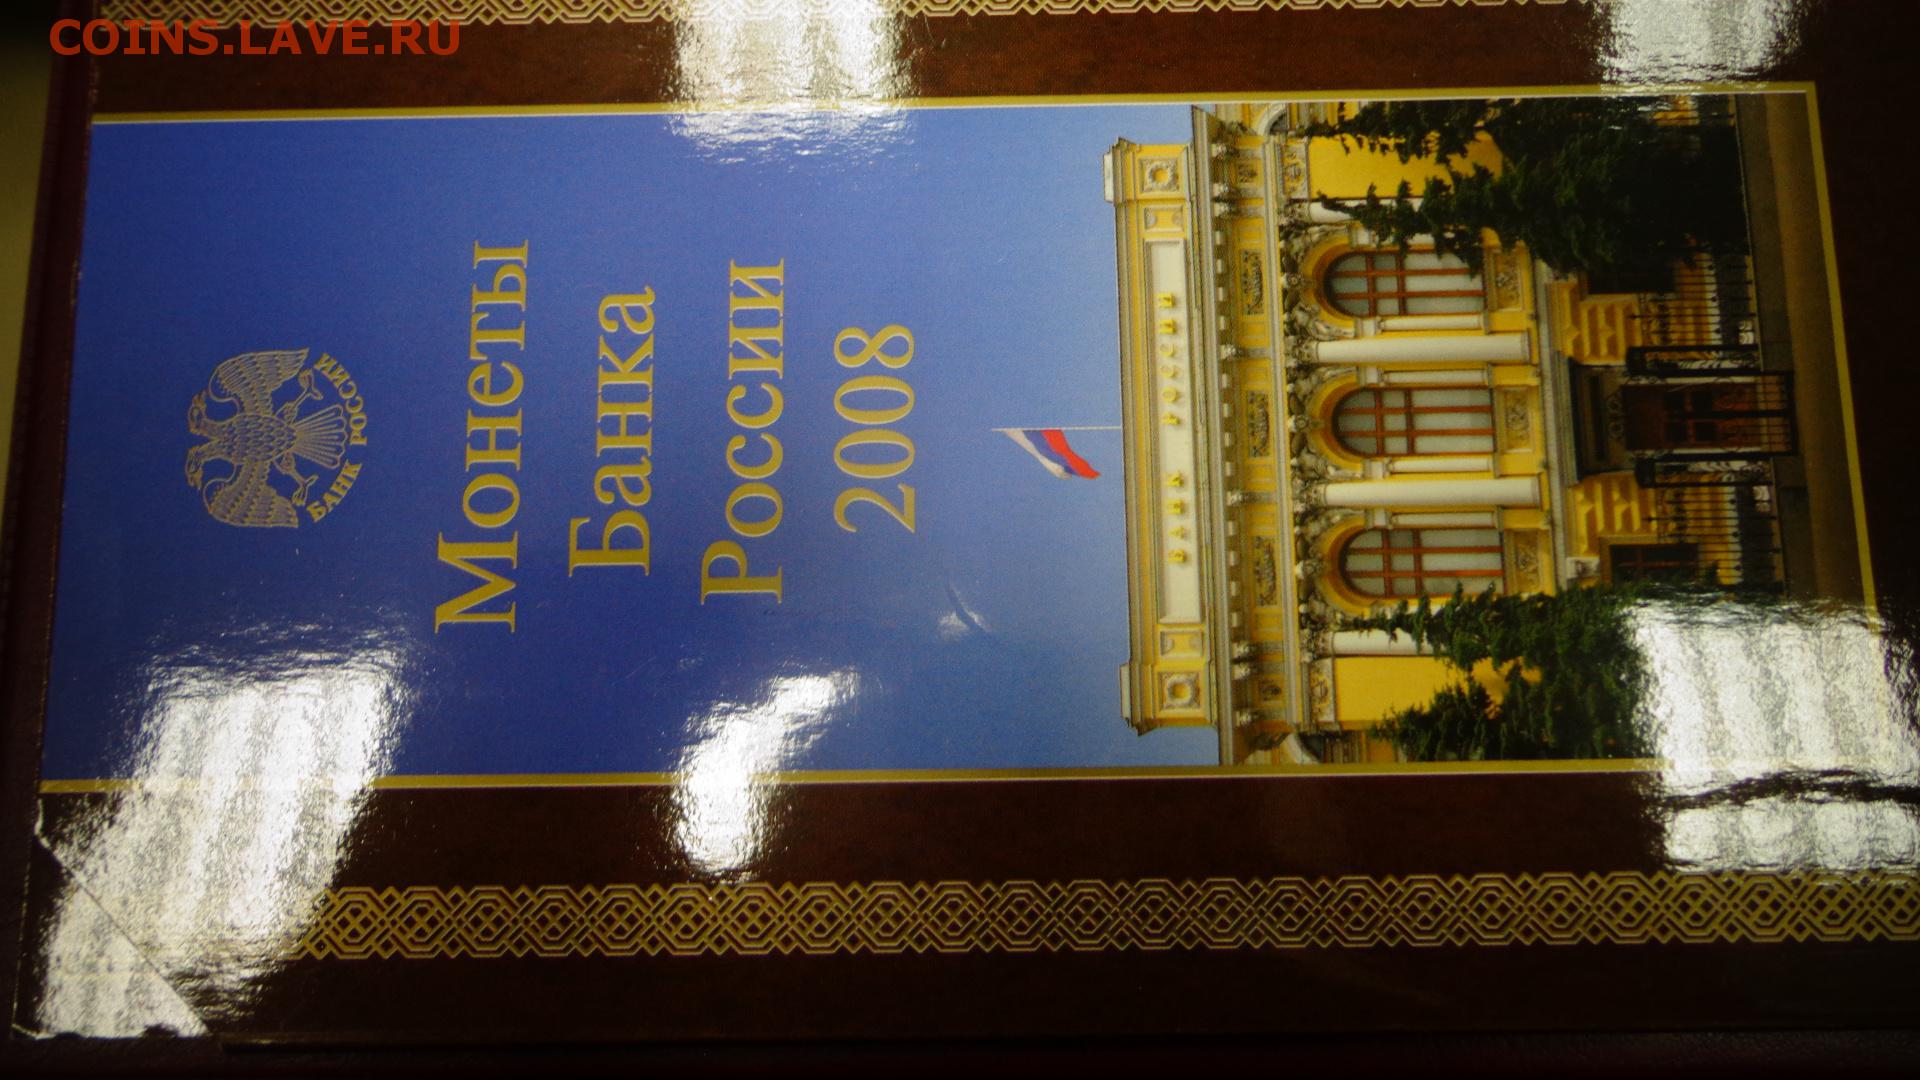 COINS.LAVE.RU
БАНК РОССИИ
Монеты
Банка
России
2008
БАНК РОССИИ